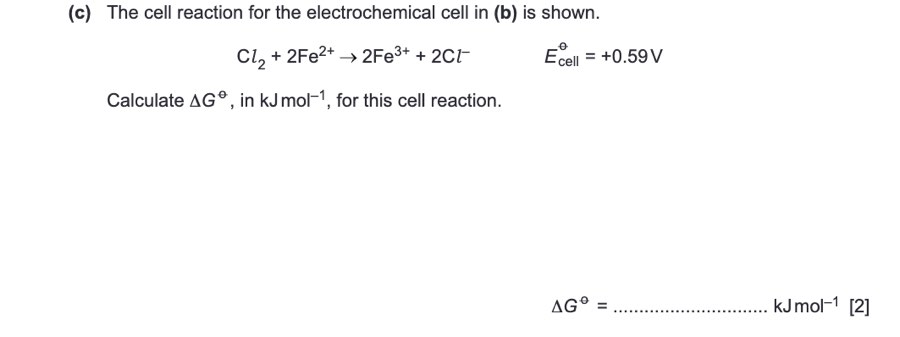 (c) The cell reaction for the electrochemical cell in (b) is shown.
Cl₂ + 2Fe²⁺ → 2Fe³⁺ + 2Cl⁻ E⦵cell = +0.59V
Calculate ΔG⦵, in kJ mol⁻¹, for this cell reaction.
ΔG⦵ = .............................. kJ mol⁻¹ [2]